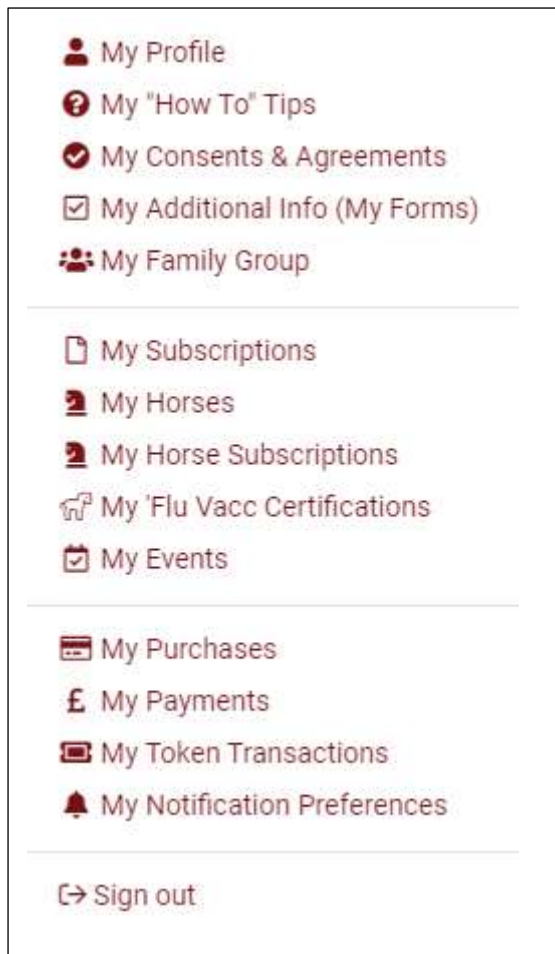 My Profile
My "How To" Tips
My Consents & Agreements
My Additional Info (My Forms)
My Family Group
My Subscriptions
My Horses
My Horse Subscriptions
My 'Flu Vacc Certifications
My Events
My Purchases
£ My Payments
My Token Transactions
My Notification Preferences
Sign out